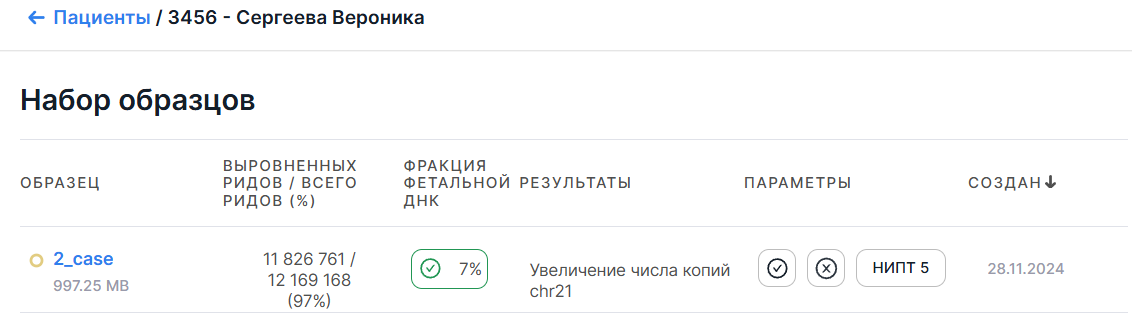 ← Пациенты / 3456 - Сергеева Вероника
Набор образцов
ОБРАЗЕЦ
ВЫРОВНЕННЫХ
РИДОВ / ВСЕГО
РИДОВ (%)
ФРАКЦИЯ
ФЕТАЛЬНОЙ
ДНК
РЕЗУЛЬТАТЫ
ПАРАМЕТРЫ
СОЗДАН↓
2_case
997.25 MB
11 826 761 /
12 169 168
(97%)
7%
Увеличение числа копий
chr21
НИПТ 5
28.11.2024